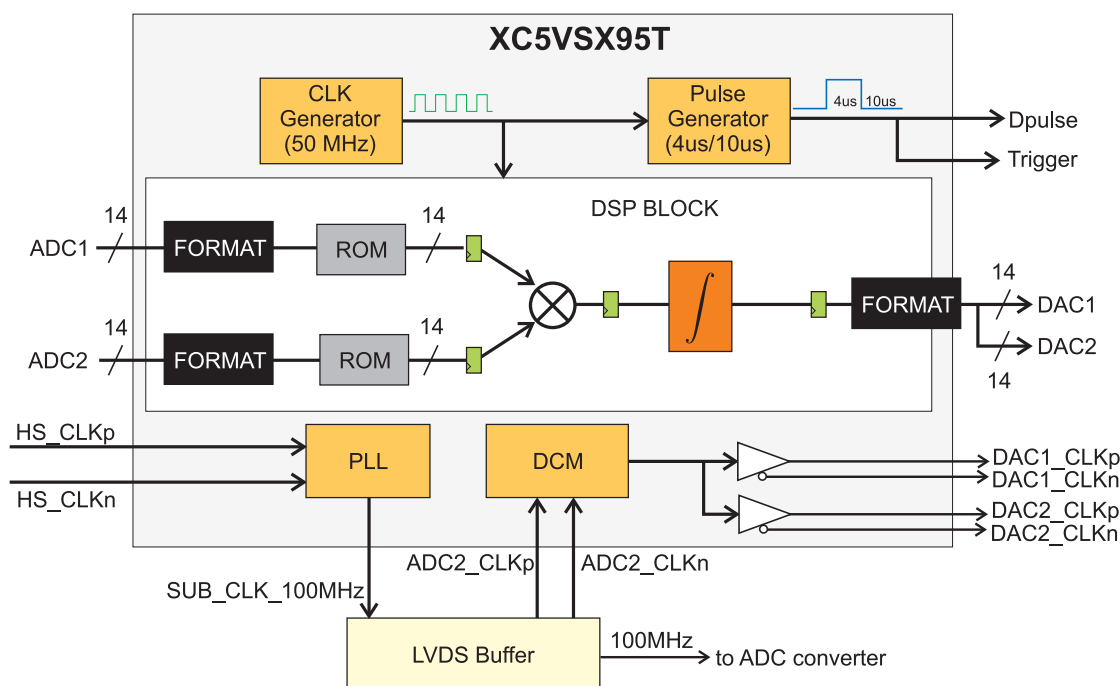 XC5VSX95T
CLK
Generator
(50 MHz)
Pulse
Generator
(4us/10us)
4us 10us
Dpulse
Trigger
DSP BLOCK
14
ADC1
FORMAT
ROM
14
14
ADC2
FORMAT
ROM
14
∫
FORMAT
14
DAC1
DAC2
14
HS_CLKp
HS_CLKn
PLL
DCM
DAC1_CLKp
DAC1_CLKn
DAC2_CLKp
DAC2_CLKn
ADC2_CLKp
ADC2_CLKn
SUB_CLK_100MHz
LVDS Buffer
100MHz
to ADC converter